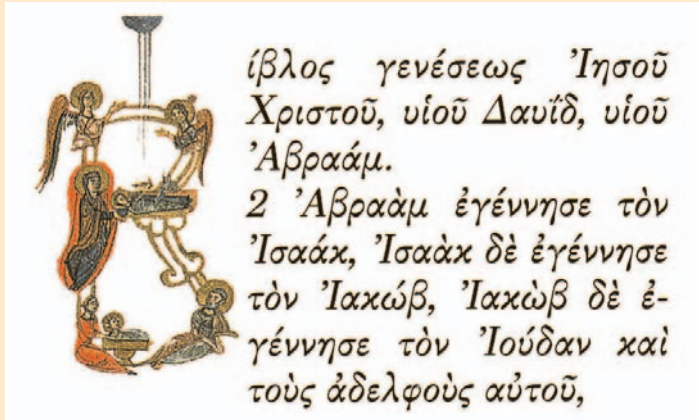 Βίβλος γενέσεως Ἰησοῦ
Χριστοῦ, υἱοῦ Δαυΐδ, υἱοῦ
Ἀβραάμ.
2 Ἀβραὰμ ἐγέννησε τὸν
Ἰσαάκ, Ἰσαὰκ δὲ ἐγέννησε
τὸν Ἰακώβ, Ἰακὼβ δὲ ἐ-
γέννησε τὸν Ἰούδαν καὶ
τοὺς ἀδελφοὺς αὐτοῦ,